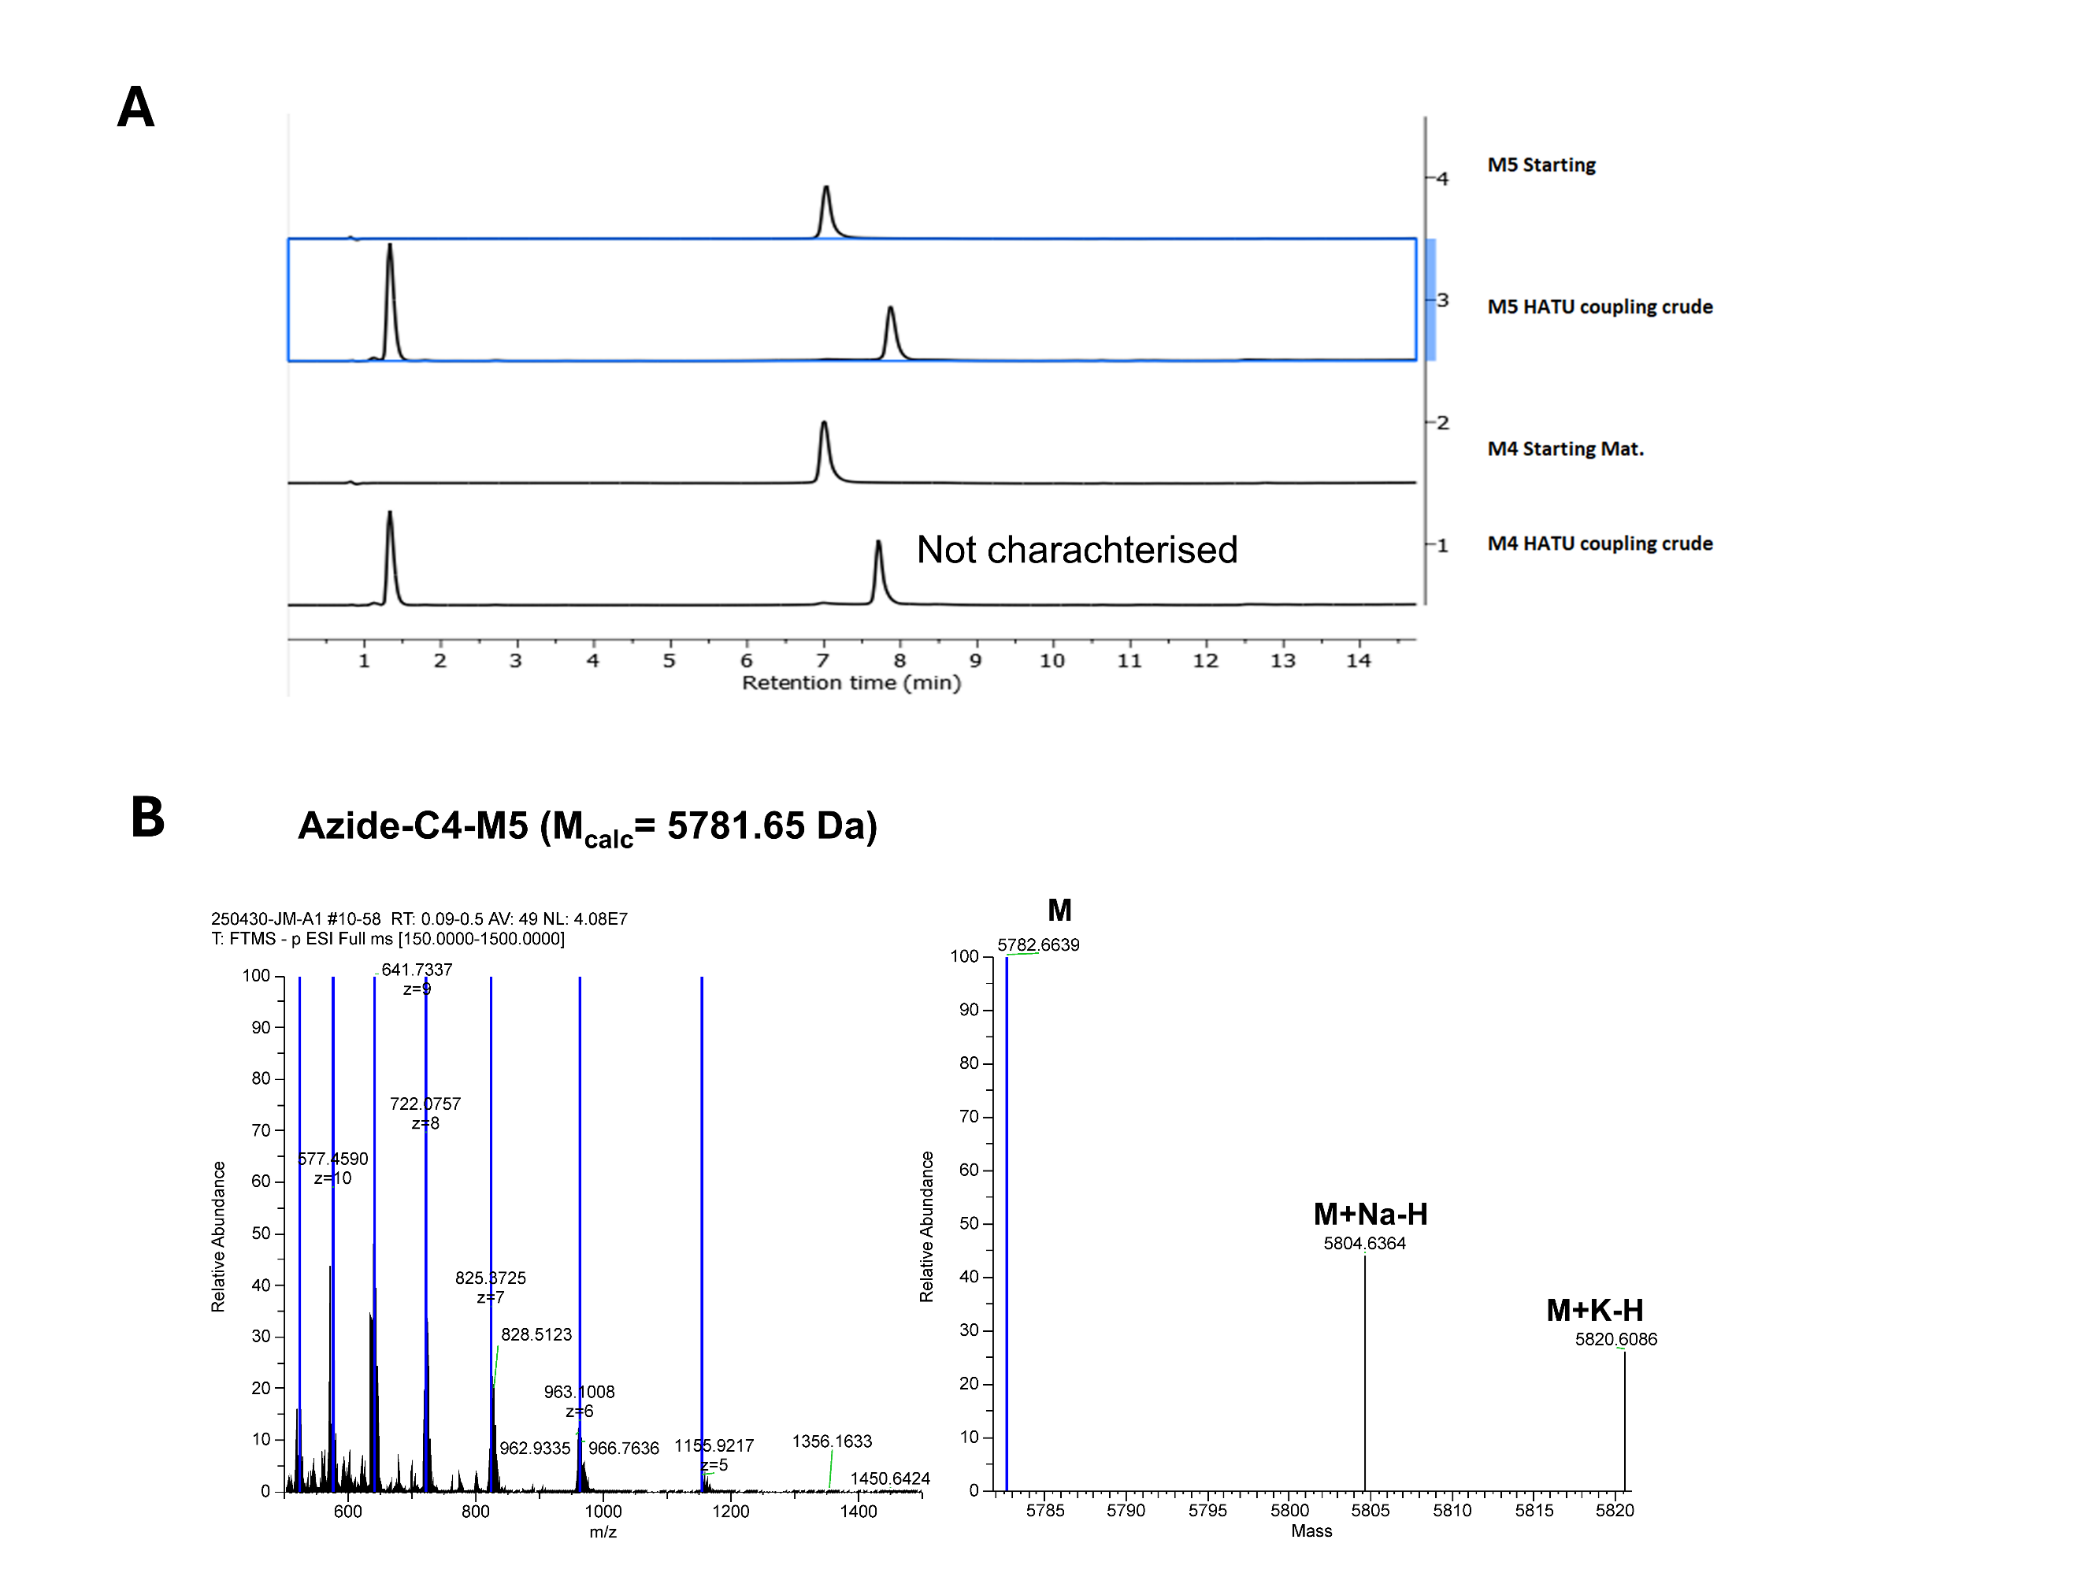 A
M5 Starting
4
M5 HATU coupling crude
3
2
M4 Starting Mat.
Not charachterised
1
M4 HATU coupling crude
1 2 3 4 5 6 7 8 9 10 11 12 13 14
Retention time (min)
B
Azide-C4-M5 (Mcalc= 5781.65 Da)
250430-JM-A1 #10-58 RT: 0.09-0.5 AV: 49 NL: 4.08E7
T: FTMS - p ESI Full ms [150.0000-1500.0000]
Relative Abundance
100
90
80
70
60
50
40
30
20
10
0
641.7337
z=9
722.0757
z=8
577.4590
z=10
825.3725
z=7
828.5123
963.1008
z=6
962.9335
966.7636
1155.9217
z=5
1356.1633
1450.6424
600 800 1000 1200 1400
m/z
M
5782.6639
Relative Abundance
100
90
80
70
60
50
40
30
20
10
0
M+Na-H
5804.6364
M+K-H
5820.6086
5785 5790 5795 5800 5805 5810 5815 5820
Mass